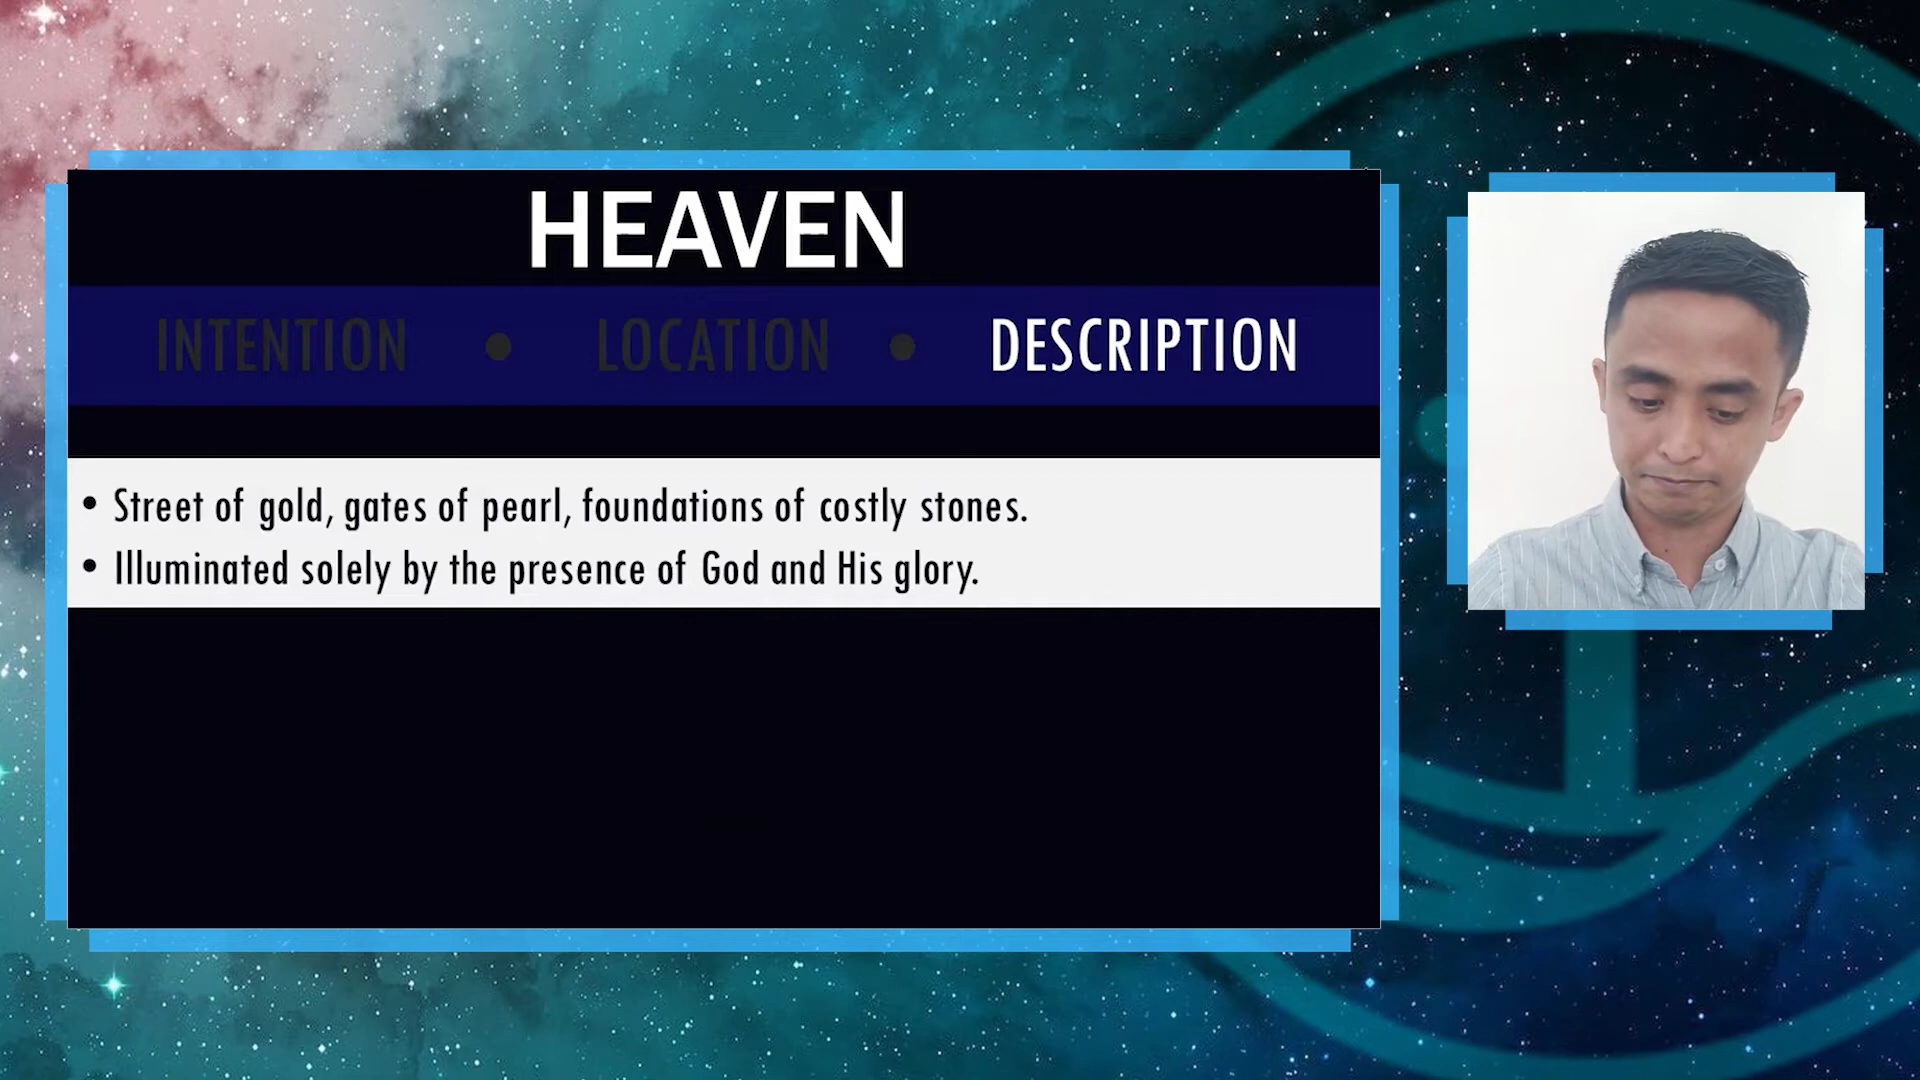 HEAVEN
INTENTION • LOCATION • DESCRIPTION
• Street of gold, gates of pearl, foundations of costly stones.
• Illuminated solely by the presence of God and His glory.